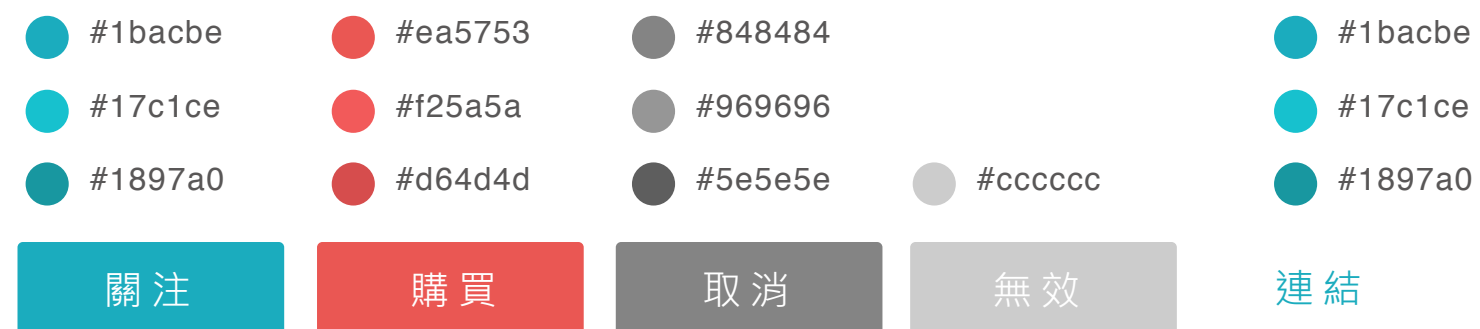 #1bacbe #ea5753 #848484 #1bacbe
#17c1ce #f25a5a #969696 #17c1ce
#1897a0 #d64d4d #5e5e5e #cccccc #1897a0
關注 購買 取消 無效 連結